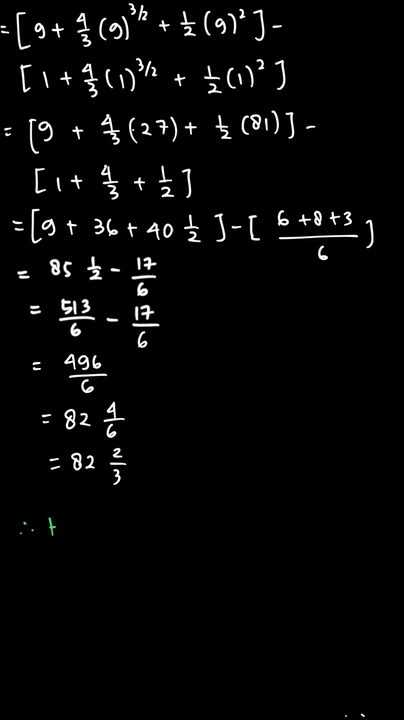 = [9 + 4/3 (9)^3/2 + 1/2 (9)^2] -
[1 + 4/3 (1)^3/2 + 1/2 (1)^2]
= [9 + 4/3 (27) + 1/2 (81)] -
[1 + 4/3 + 1/2]
= [9 + 36 + 40 1/2] - [6+8+3/6]
= 85 1/2 - 17/6
= 513/6 - 17/6
= 496/6
= 82 4/6
= 82 2/3
∴ t